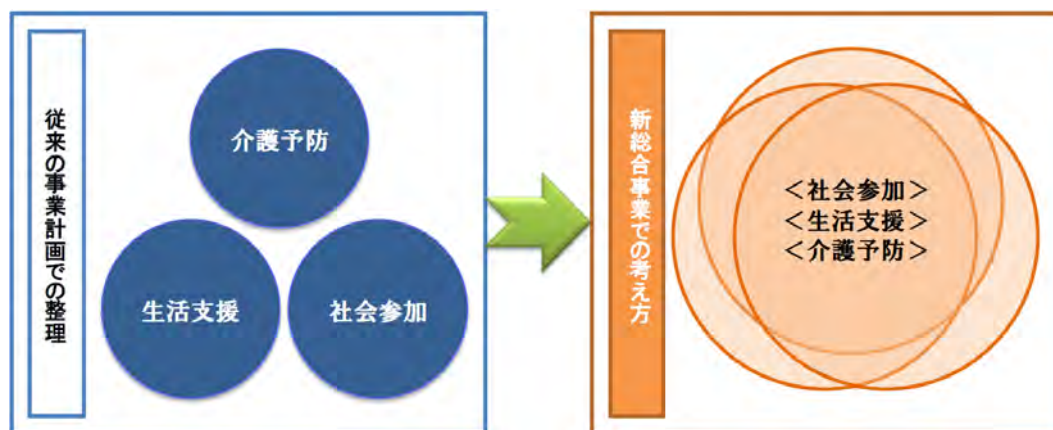 従来の事業計画での整理
介護予防
生活支援
社会参加
新総合事業での考え方
＜社会参加＞
＜生活支援＞
＜介護予防＞